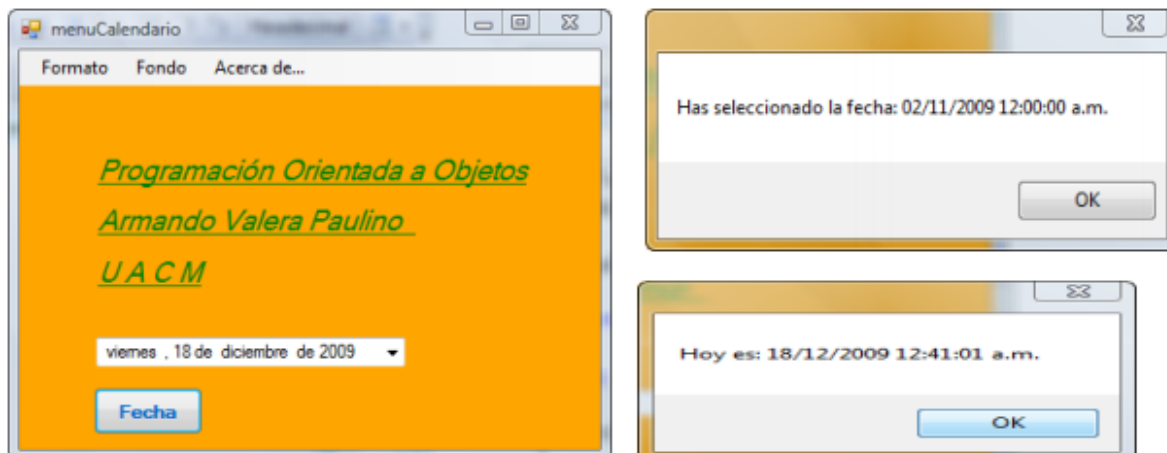 menuCalendario
Formato Fondo Acerca de...
Programación Orientada a Objetos
Armando Valera Paulino
U A C M
viernes , 18 de diciembre de 2009
Fecha
Has seleccionado la fecha: 02/11/2009 12:00:00 a.m.
OK
Hoy es: 18/12/2009 12:41:01 a.m.
OK